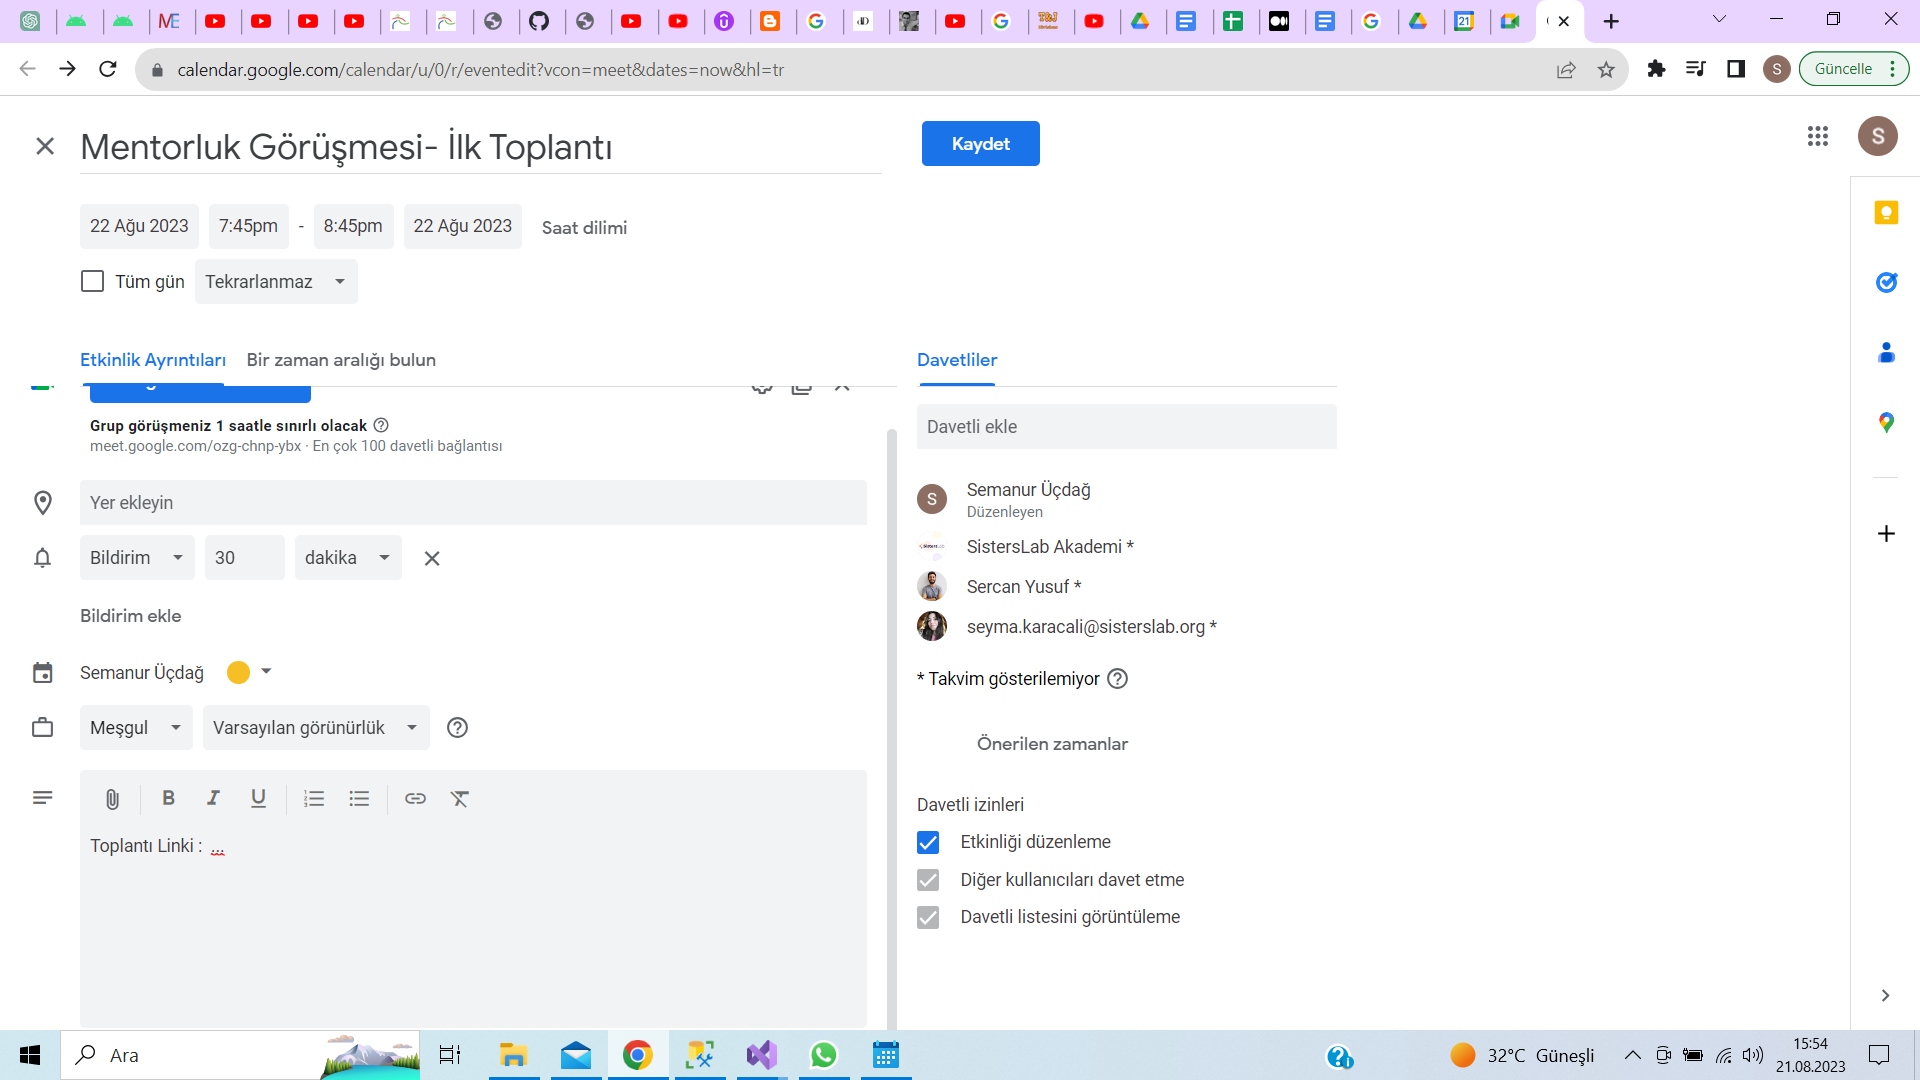 calendar.google.com/calendar/u/0/r/eventedit?vcon=meet&dates=now&hl=tr
S
Güncelle
Mentorluk Görüşmesi- İlk Toplantı
Kaydet
S
22 Ağu 2023
7:45pm
-
8:45pm
22 Ağu 2023
Saat dilimi
Tüm gün
Tekrarlanmaz
Etkinlik Ayrıntıları
Bir zaman aralığı bulun
Davetliler
Grup görüşmeniz 1 saatle sınırlı olacak
meet.google.com/ozg-chnp-ybx · En çok 100 davetli bağlantısı
Yer ekleyin
Bildirim
30
dakika
Bildirim ekle
Semanur Üçdağ
Meşgul
Varsayılan görünürlük
B I U
Toplantı Linki : ...
Davetli ekle
S
Semanur Üçdağ
Düzenleyen
SistersLab Akademi *
Sercan Yusuf *
seyma.karacali@sisterslab.org *
* Takvim gösterilemiyor
Önerilen zamanlar
Davetli izinleri
Etkinliği düzenleme
Diğer kullanıcıları davet etme
Davetli listesini görüntüleme
Ara
32°C Güneşli
15:54
21.08.2023